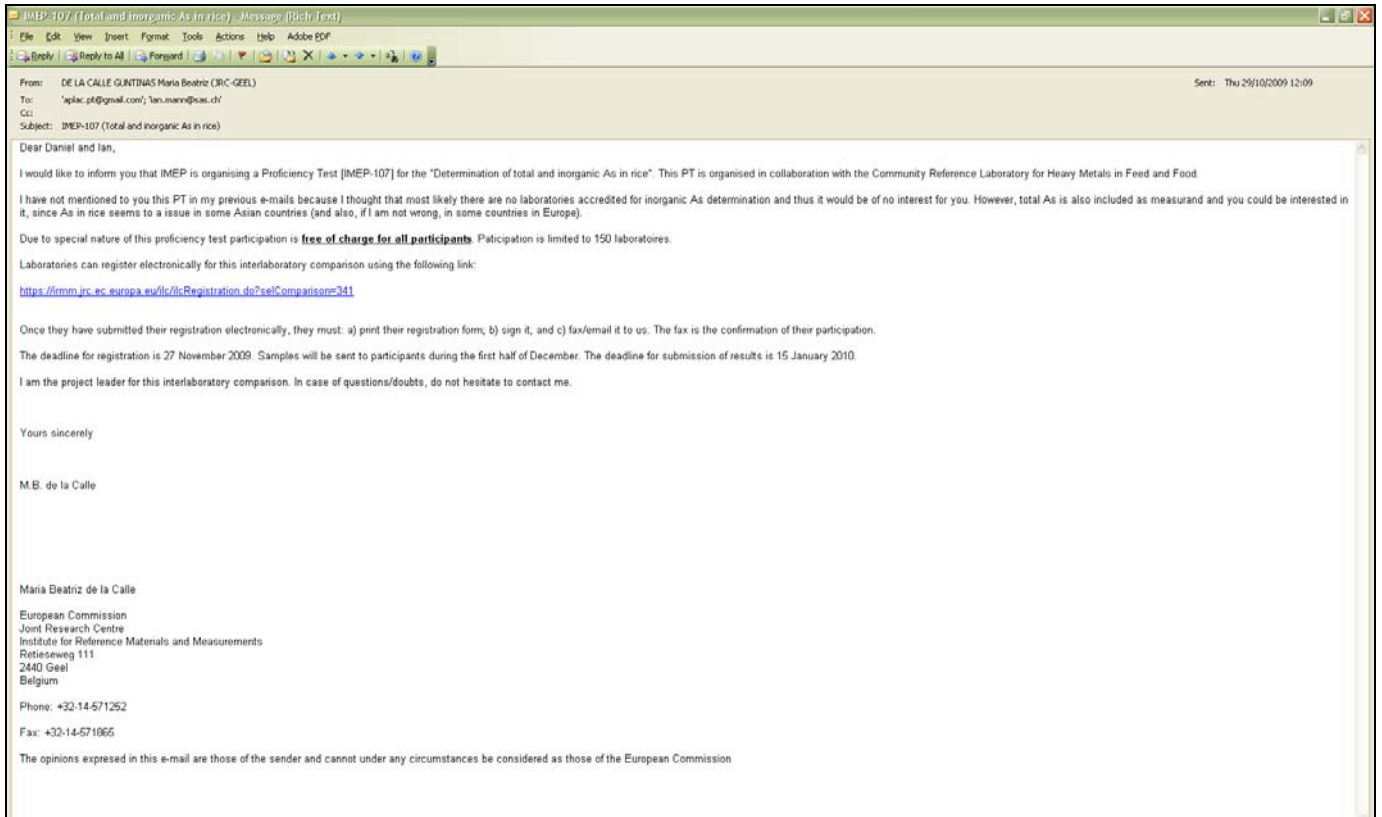 IMEP-107 (Total and inorganic As in rice) - Message (Rich Text)
File Edit View Insert Format Tools Actions Help Adobe PDF
Reply Reply to All Forward
From: DE LA CALLE GUNTINAS Maria Beatriz (JRC-GEEL) Sent: Thu 29/10/2009 12:09
To: 'aplac.pt@gmail.com'; 'ian.mann@sas.ch'
Cc:
Subject: IMEP-107 (Total and inorganic As in rice)
Dear Daniel and Ian,
I would like to inform you that IMEP is organising a Proficiency Test [IMEP-107] for the "Determination of total and inorganic As in rice". This PT is organised in collaboration with the Community Reference Laboratory for Heavy Metals in Feed and Food.
I have not mentioned to you this PT in my previous e-mails because I thought that most likely there are no laboratories accredited for inorganic As determination and thus it would be of no interest for you. However, total As is also included as measurand and you could be interested in
it, since As in rice seems to a issue in some Asian countries (and also, if I am not wrong, in some countries in Europe).
Due to special nature of this proficiency test participation is free of charge for all participants. Paticipation is limited to 150 laboratoires.
Laboratories can register electronically for this interlaboratory comparison using the following link:
https://irmm.jrc.ec.europa.eu/ilc/ilcRegistration.do?selComparison=341
Once they have submitted their registration electronically, they must: a) print their registration form; b) sign it; and c) fax/email it to us. The fax is the confirmation of their participation.
The deadline for registration is 27 November 2009. Samples will be sent to participants during the first half of December. The deadline for submission of results is 15 January 2010.
I am the project leader for this interlaboratory comparison. In case of questions/doubts, do not hesitate to contact me.
Yours sincerely
M.B. de la Calle
Maria Beatriz de la Calle
European Commission
Joint Research Centre
Institute for Reference Materials and Measurements
Retieseweg 111
2440 Geel
Belgium
Phone: +32-14-571252
Fax: +32-14-571865
The opinions expresed in this e-mail are those of the sender and cannot under any circumstances be considered as those of the European Commission